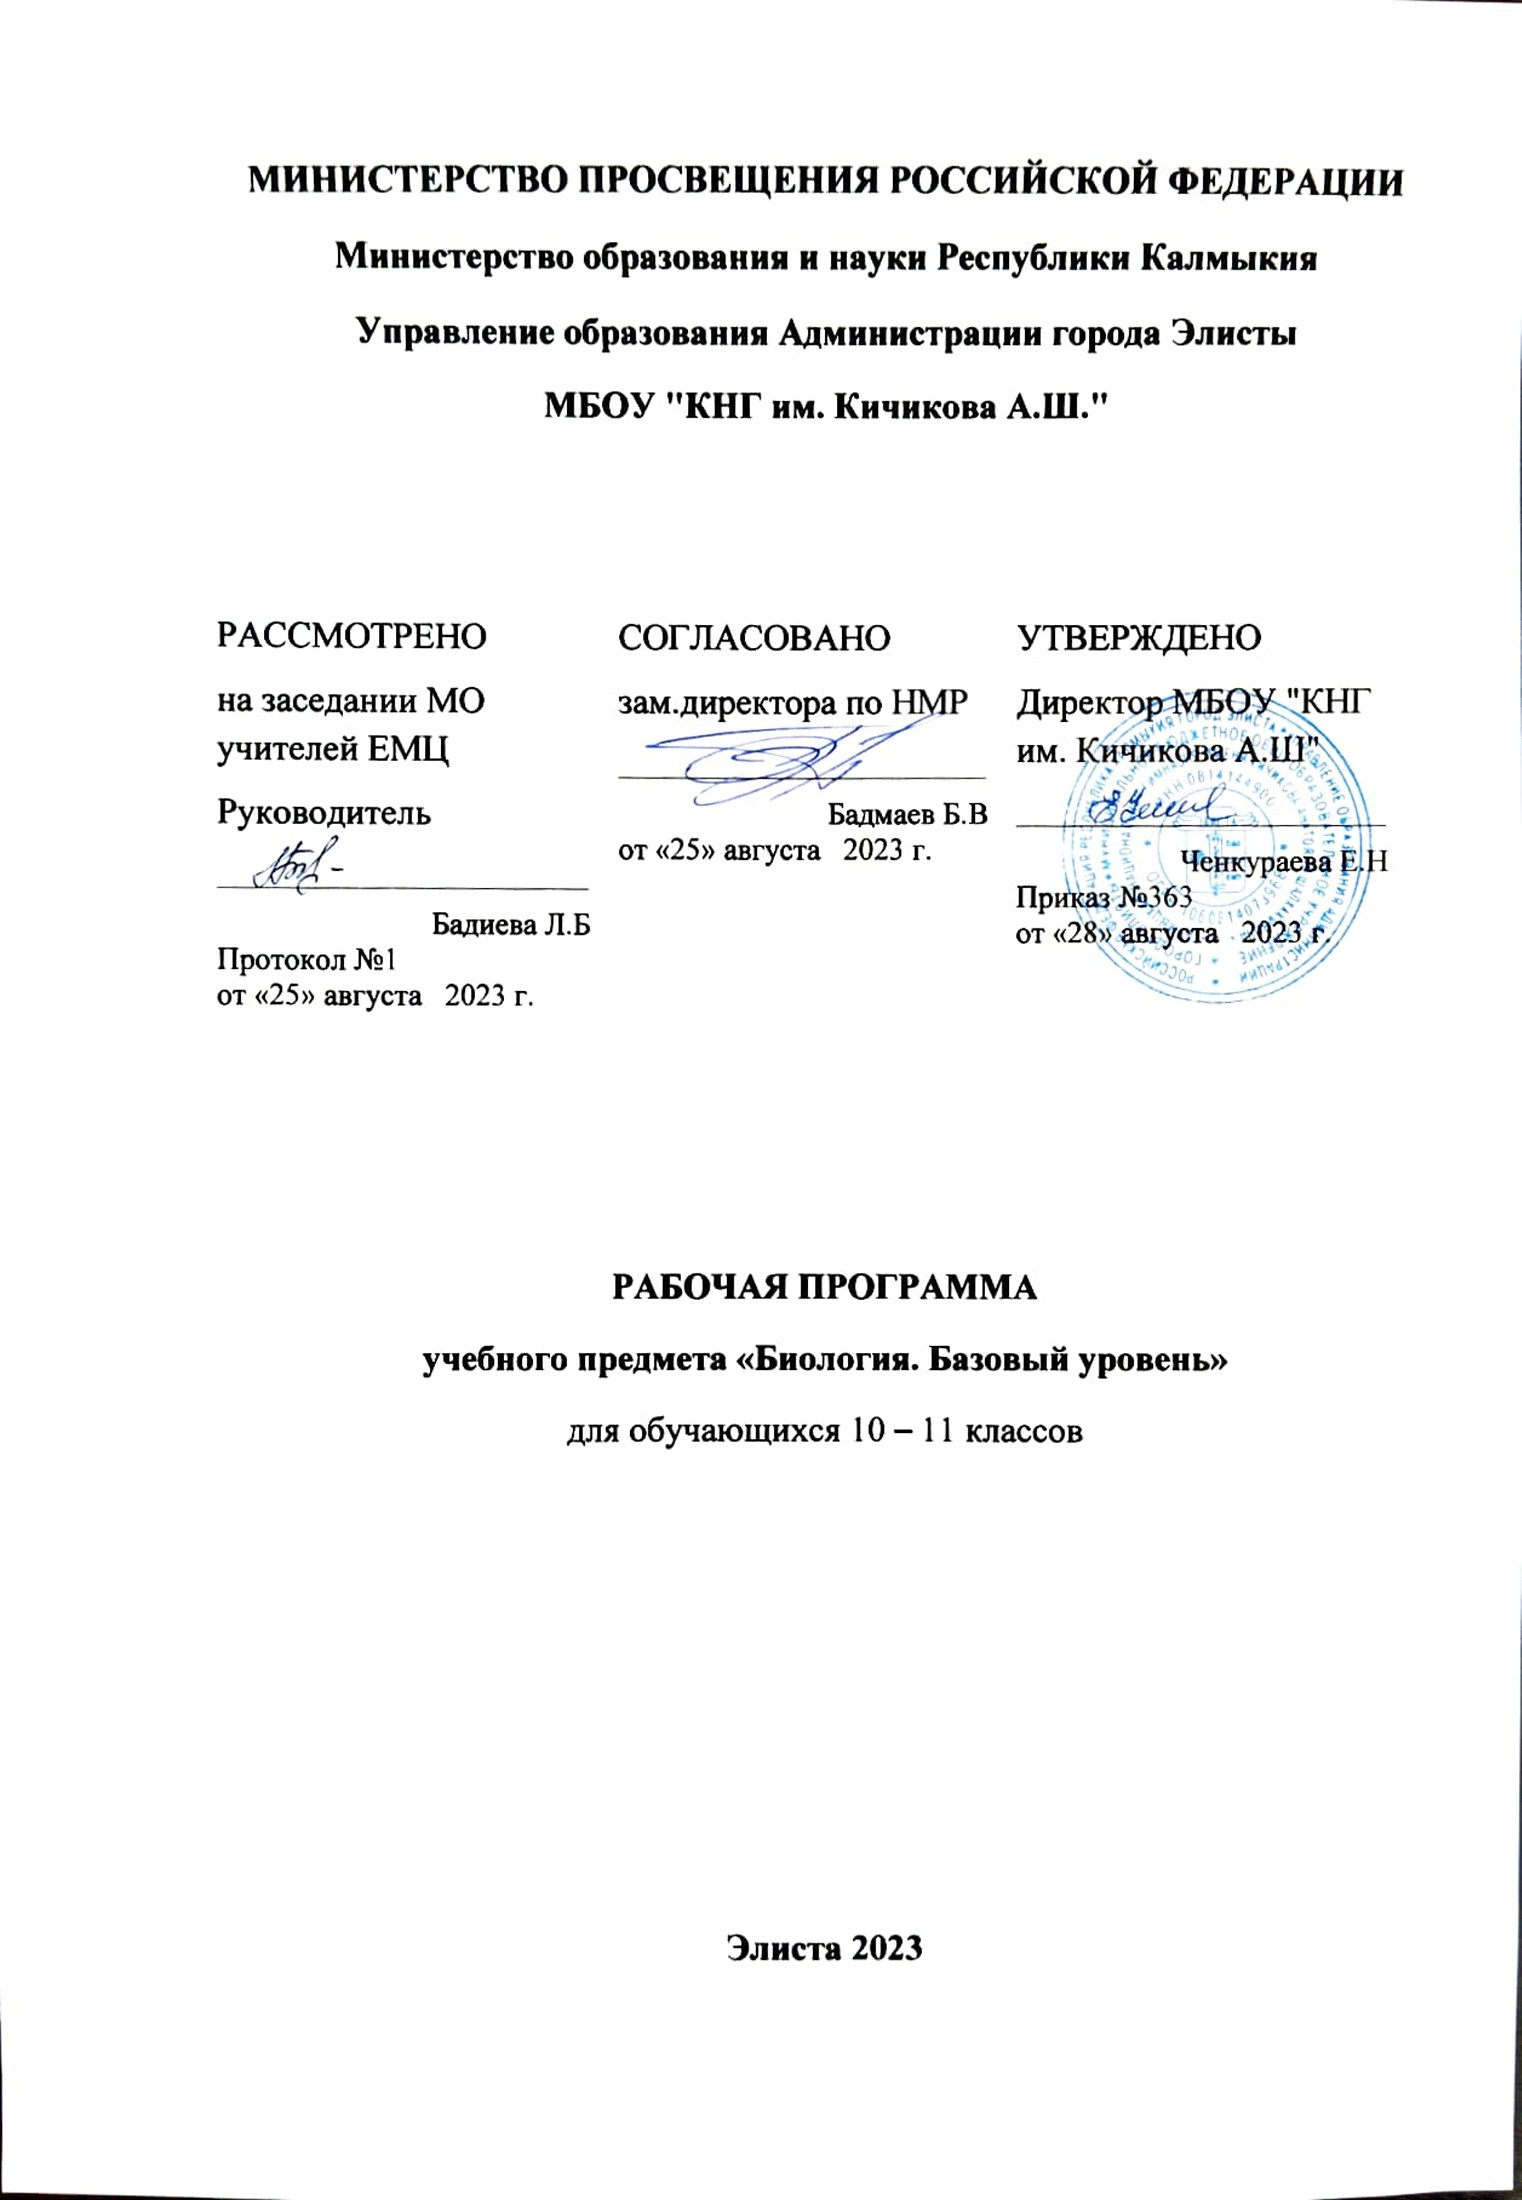 МИНИСТЕРСТВО ПРОСВЕЩЕНИЯ РОССИЙСКОЙ ФЕДЕРАЦИИ
Министерство образования и науки Республики Калмыкия
Управление образования Администрации города Элисты
МБОУ "КНГ им. Кичикова А.Ш."
РАССМОТРЕНО
на заседании МО
учителей ЕМЦ
Руководитель
Бадиева Л.Б
Протокол №1
от «25» августа 2023 г.
СОГЛАСОВАНО
зам.директора по НМР
Бадмаев Б.В
от «25» августа 2023 г.
УТВЕРЖДЕНО
Директор МБОУ "КНГ
им. Кичикова А.Ш"
Ченкураева Е.Н
Приказ №363
от «28» августа 2023 г.
РАБОЧАЯ ПРОГРАММА
учебного предмета «Биология. Базовый уровень»
для обучающихся 10 – 11 классов
Элиста 2023